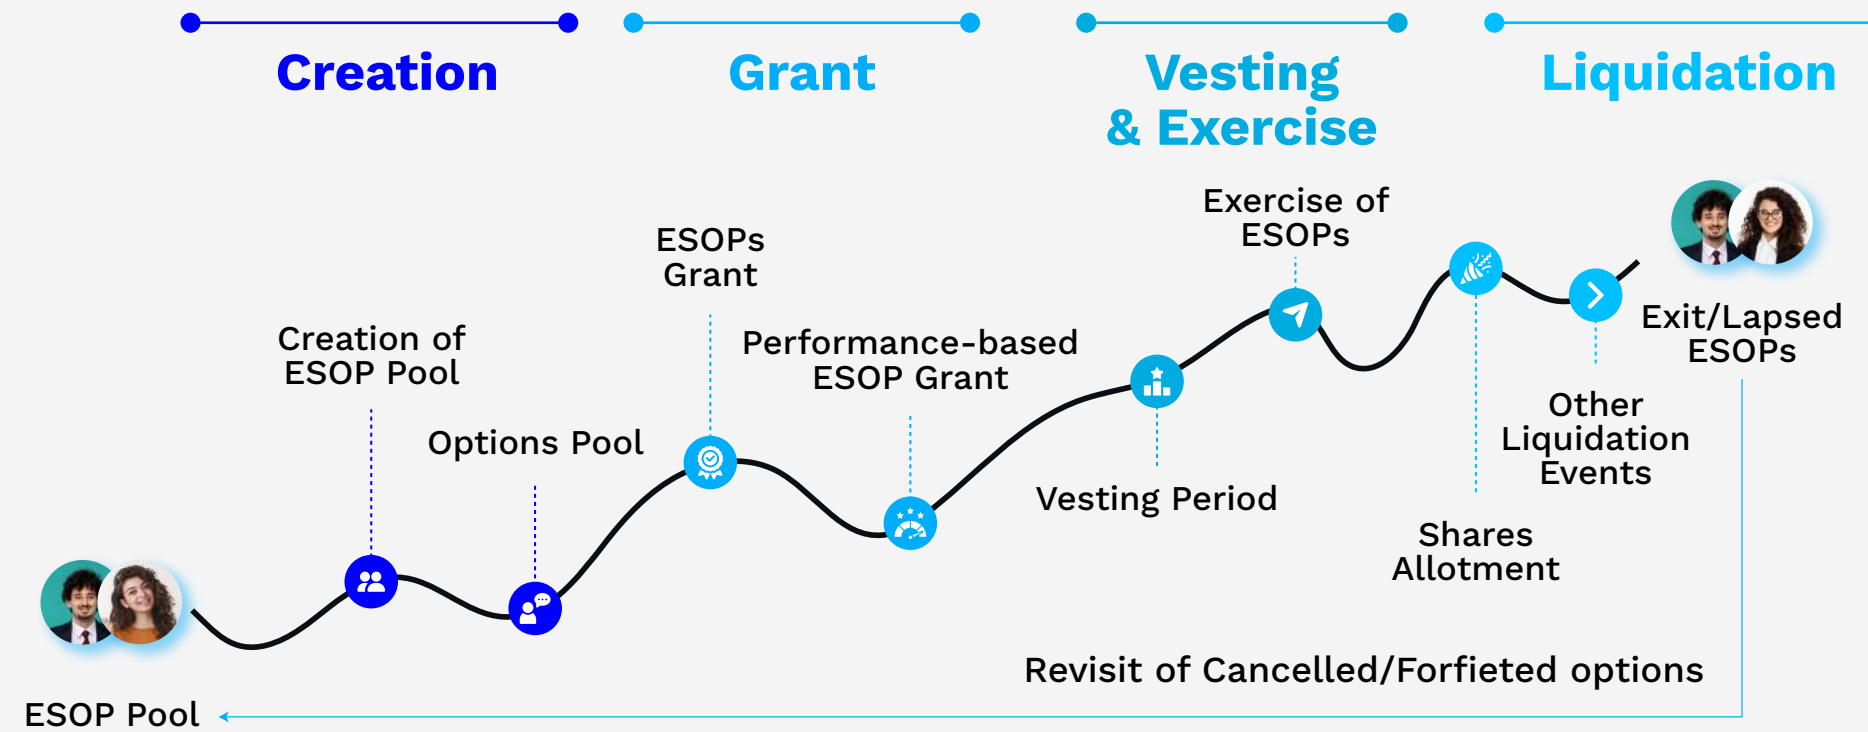 Creation
Grant
Vesting
& Exercise
Liquidation
Exercise of
ESOPs
ESOPs
Grant
Creation of
ESOP Pool
Performance-based
ESOP Grant
Exit/Lapsed
ESOPs
Options Pool
Other
Liquidation
Events
Vesting Period
Shares
Allotment
Revisit of Cancelled/Forfieted options
ESOP Pool